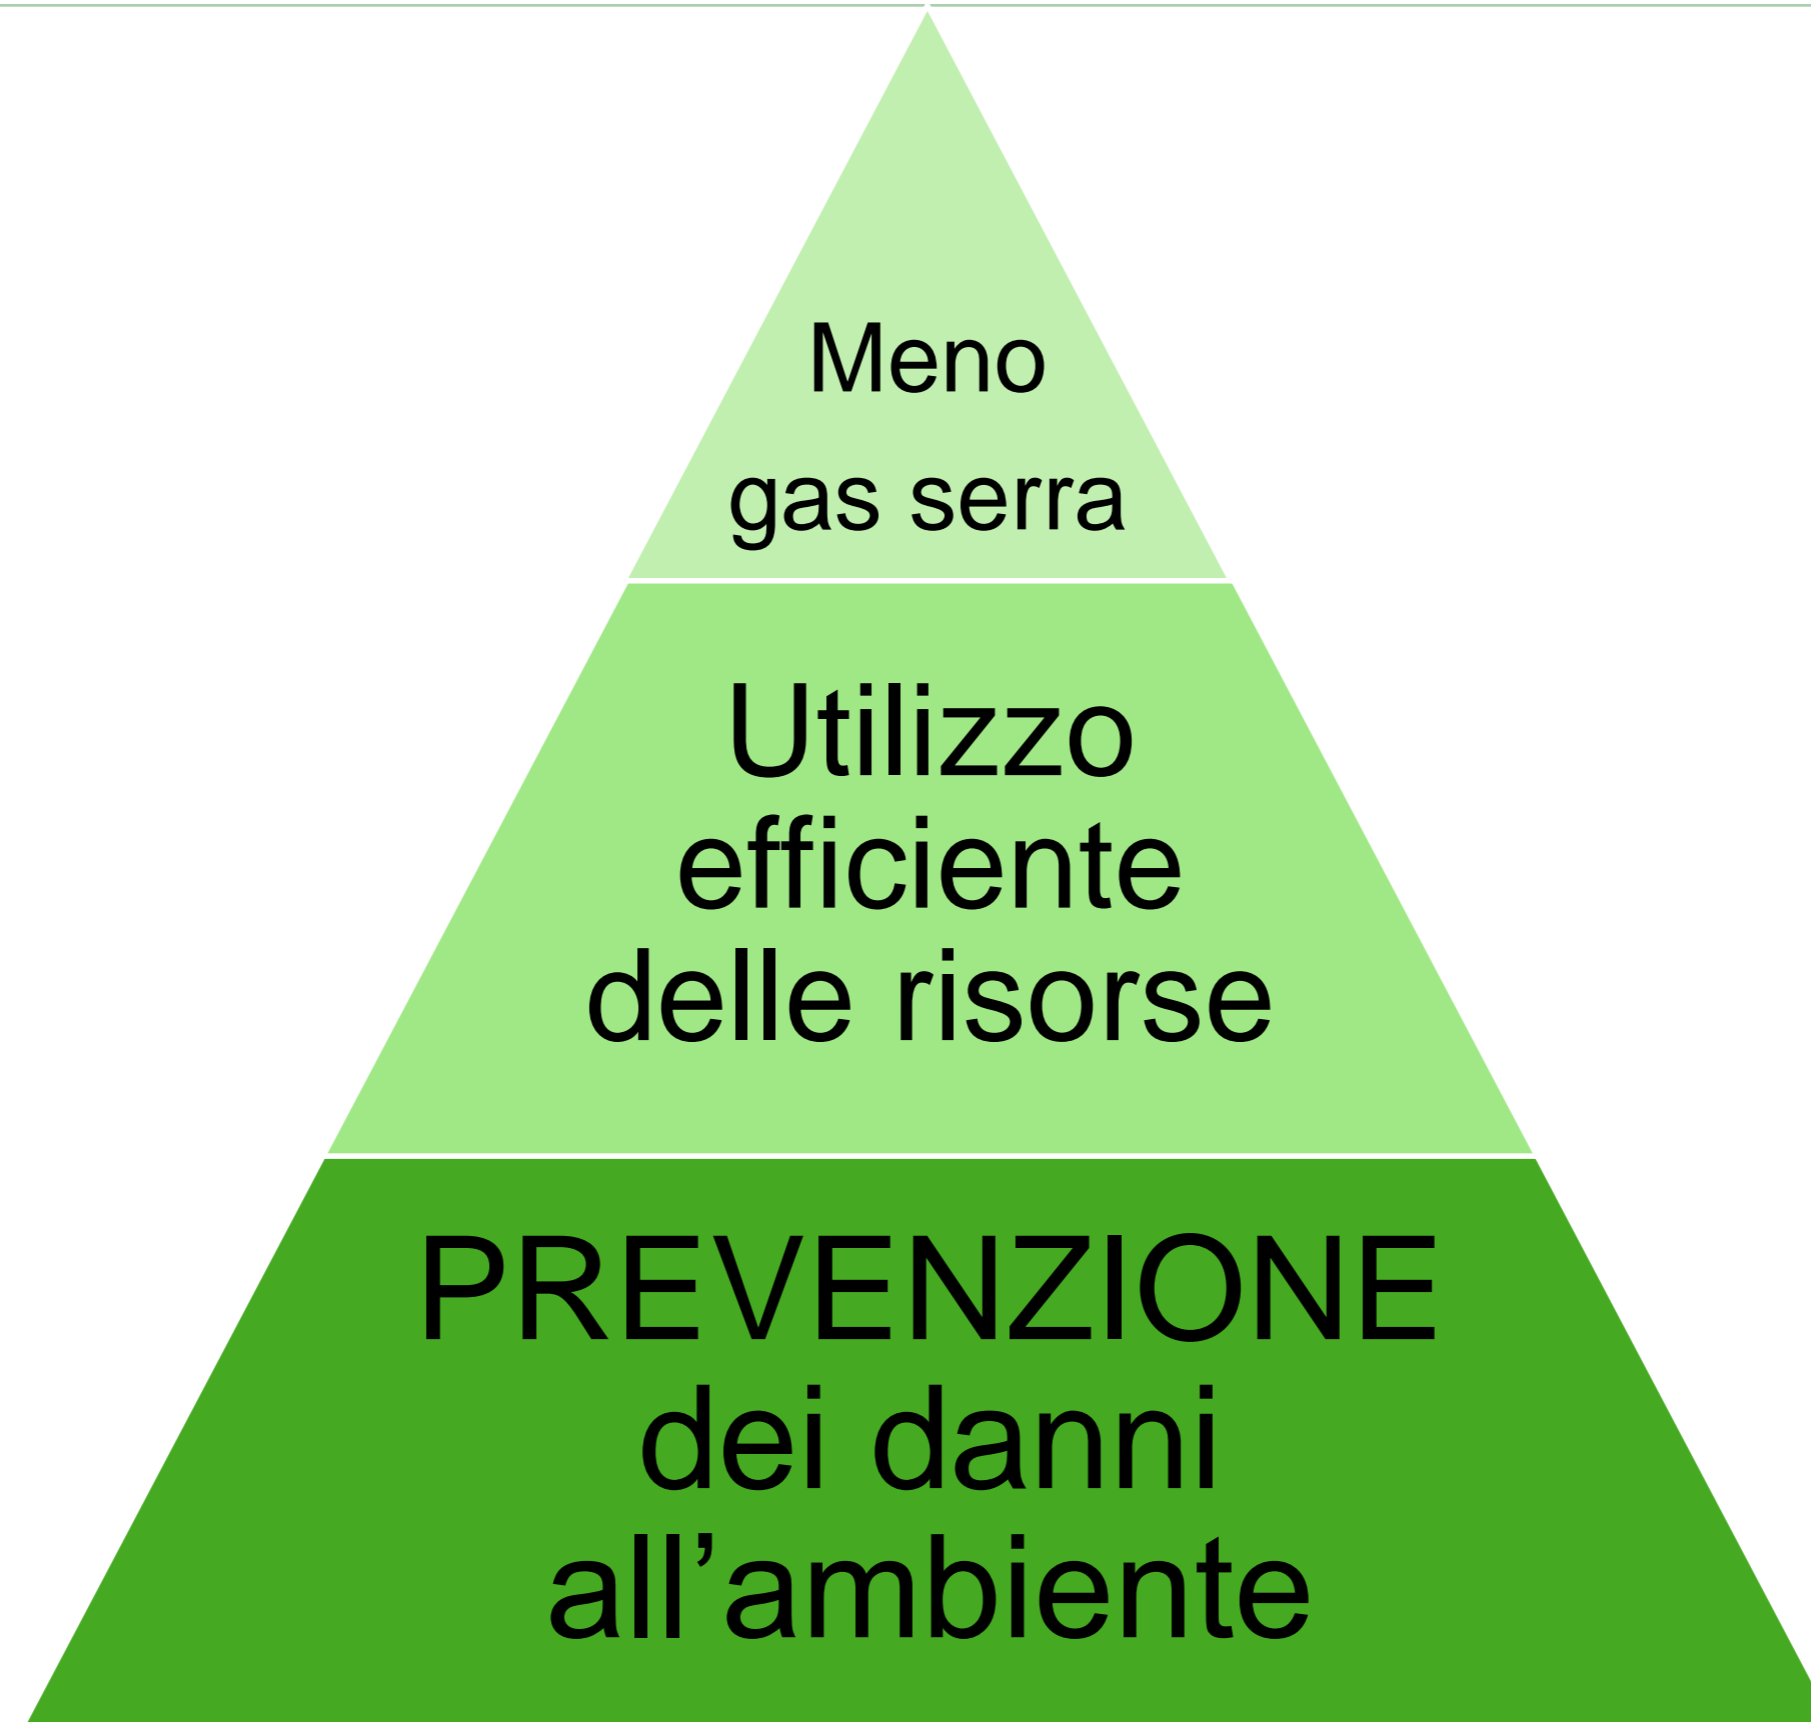 Meno
gas serra
Utilizzo
efficiente
delle risorse
PREVENZIONE
dei danni
all’ambiente